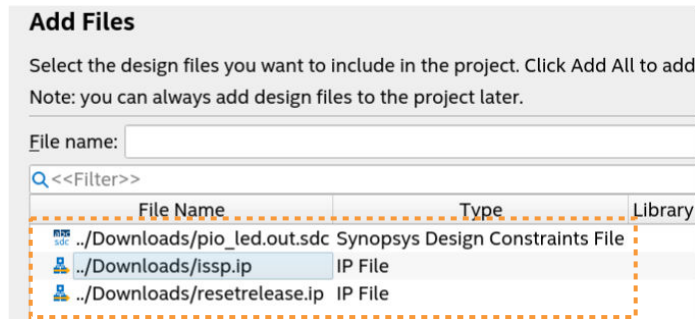 Add Files
Select the design files you want to include in the project. Click Add All to add
Note: you can always add design files to the project later.
File name:
<<Filter>>
File Name Type Library
sdc ../Downloads/pio_led.out.sdc Synopsys Design Constraints File
../Downloads/issp.ip IP File
../Downloads/resetrelease.ip IP File